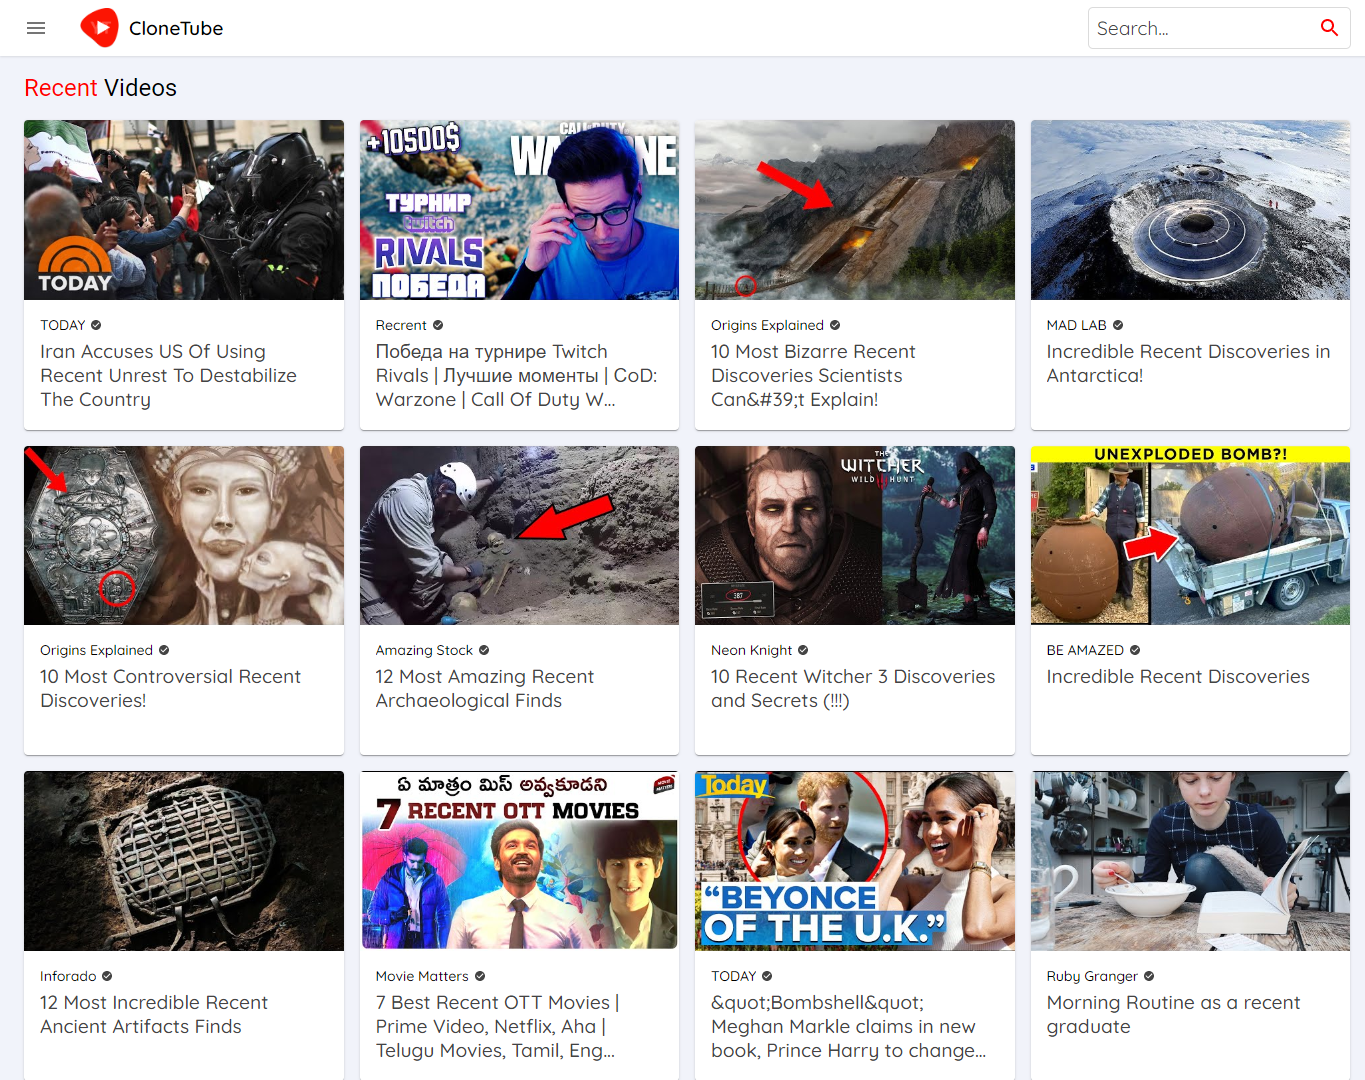 CloneTube
Search...
Recent Videos
TODAY
+10500$
CALL OF DUTY
WARZONE
ТУРНИР
twitch
RIVALS
ПОБЕДА
TODAY
Iran Accuses US Of Using
Recent Unrest To Destabilize
The Country
Recrent
Победа на турнире Twitch
Rivals | Лучшие моменты | CoD:
Warzone | Call Of Duty W...
Origins Explained
10 Most Bizarre Recent
Discoveries Scientists
Can&#39;t Explain!
MAD LAB
Incredible Recent Discoveries in
Antarctica!
THE
WITCHER
WILD HUNT
387
UNEXPLODED BOMB?!
Origins Explained
10 Most Controversial Recent
Discoveries!
Amazing Stock
12 Most Amazing Recent
Archaeological Finds
Neon Knight
10 Recent Witcher 3 Discoveries
and Secrets (!!!)
BE AMAZED
Incredible Recent Discoveries
ఏ మాత్రం మిస్ అవ్వకూడని
MOVIE MATTERS
7 RECENT OTT MOVIES
Today
“BEYONCE
OF THE U.K.”
Inforado
12 Most Incredible Recent
Ancient Artifacts Finds
Movie Matters
7 Best Recent OTT Movies |
Prime Video, Netflix, Aha |
Telugu Movies, Tamil, Eng...
TODAY
&quot;Bombshell&quot;
Meghan Markle claims in new
book, Prince Harry to change...
Ruby Granger
Morning Routine as a recent
graduate